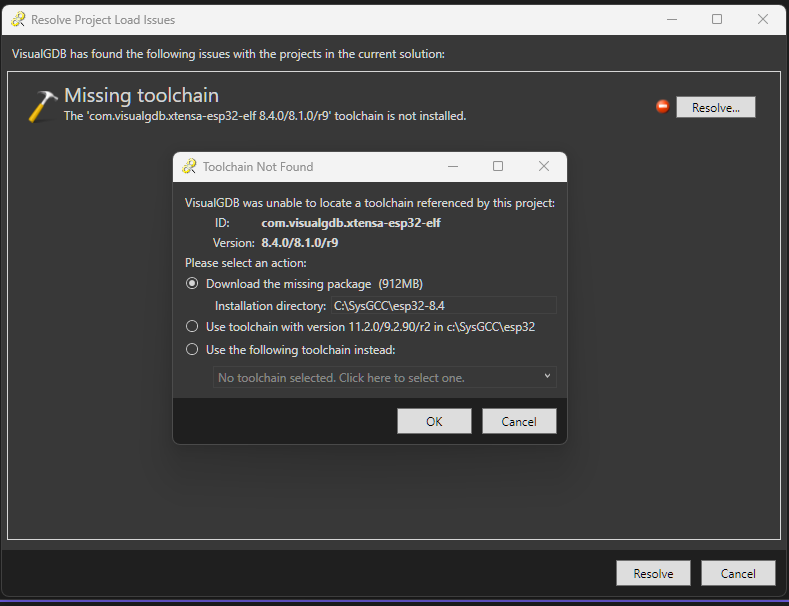 Resolve Project Load Issues
VisualGDB has found the following issues with the projects in the current solution:
Missing toolchain
The 'com.visualgdb.xtensa-esp32-elf 8.4.0/8.1.0/r9' toolchain is not installed.
Resolve...
Toolchain Not Found
VisualGDB was unable to locate a toolchain referenced by this project:
ID: com.visualgdb.xtensa-esp32-elf
Version: 8.4.0/8.1.0/r9
Please select an action:
Download the missing package (912MB)
Installation directory: C:\SysGCC\esp32-8.4
Use toolchain with version 11.2.0/9.2.90/r2 in c:\SysGCC\esp32
Use the following toolchain instead:
No toolchain selected. Click here to select one.
OK Cancel
Resolve Cancel